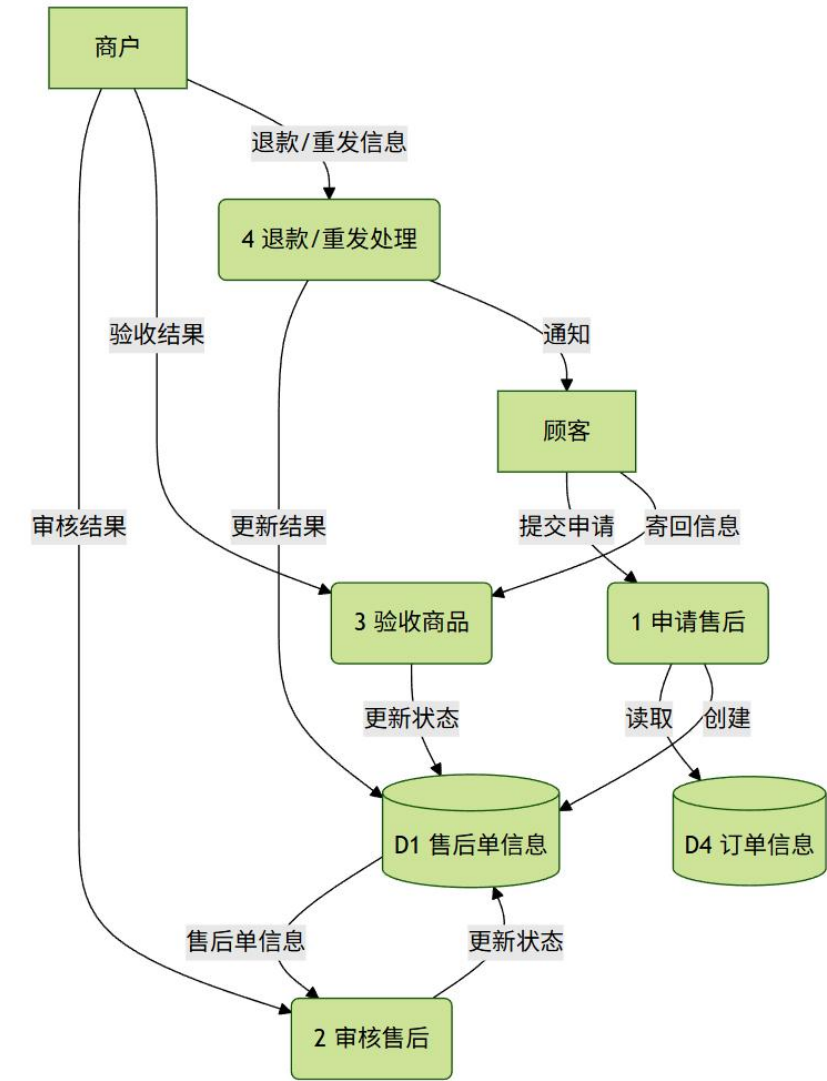 商户
退款/重发信息
4 退款/重发处理
验收结果
通知
顾客
审核结果
更新结果
提交申请
寄回信息
3 验收商品
1 申请售后
更新状态
读取
创建
D1 售后单信息
D4 订单信息
售后单信息
更新状态
2 审核售后